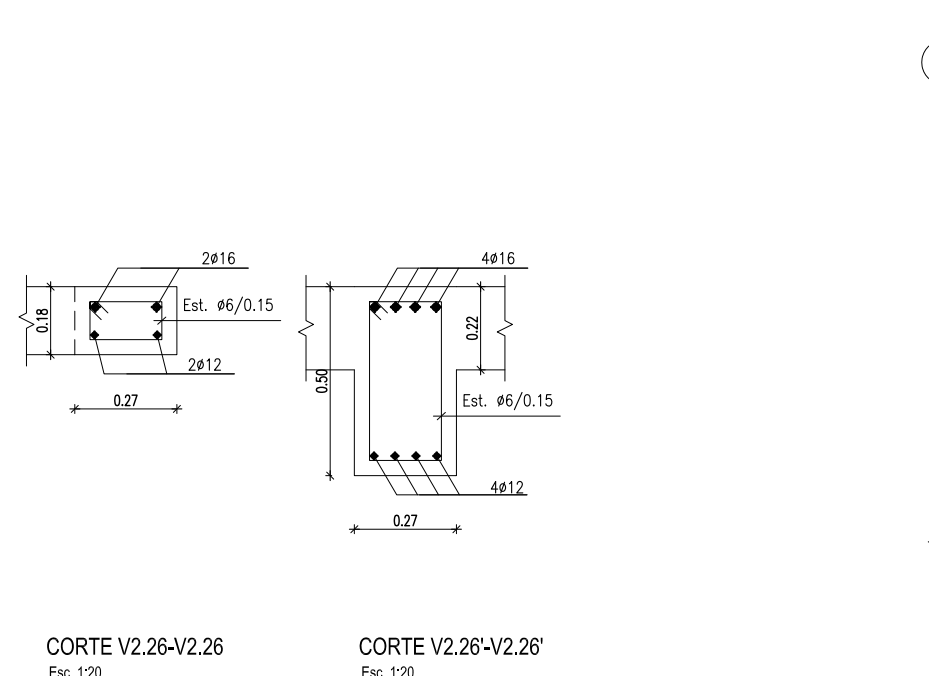 2ø16
Est. ø6/0.15
0.18
2ø12
0.27
4ø16
0.22
0.50
Est. ø6/0.15
4ø12
0.27
CORTE V2.26-V2.26
Esc. 1:20
CORTE V2.26'-V2.26'
Esc. 1:20